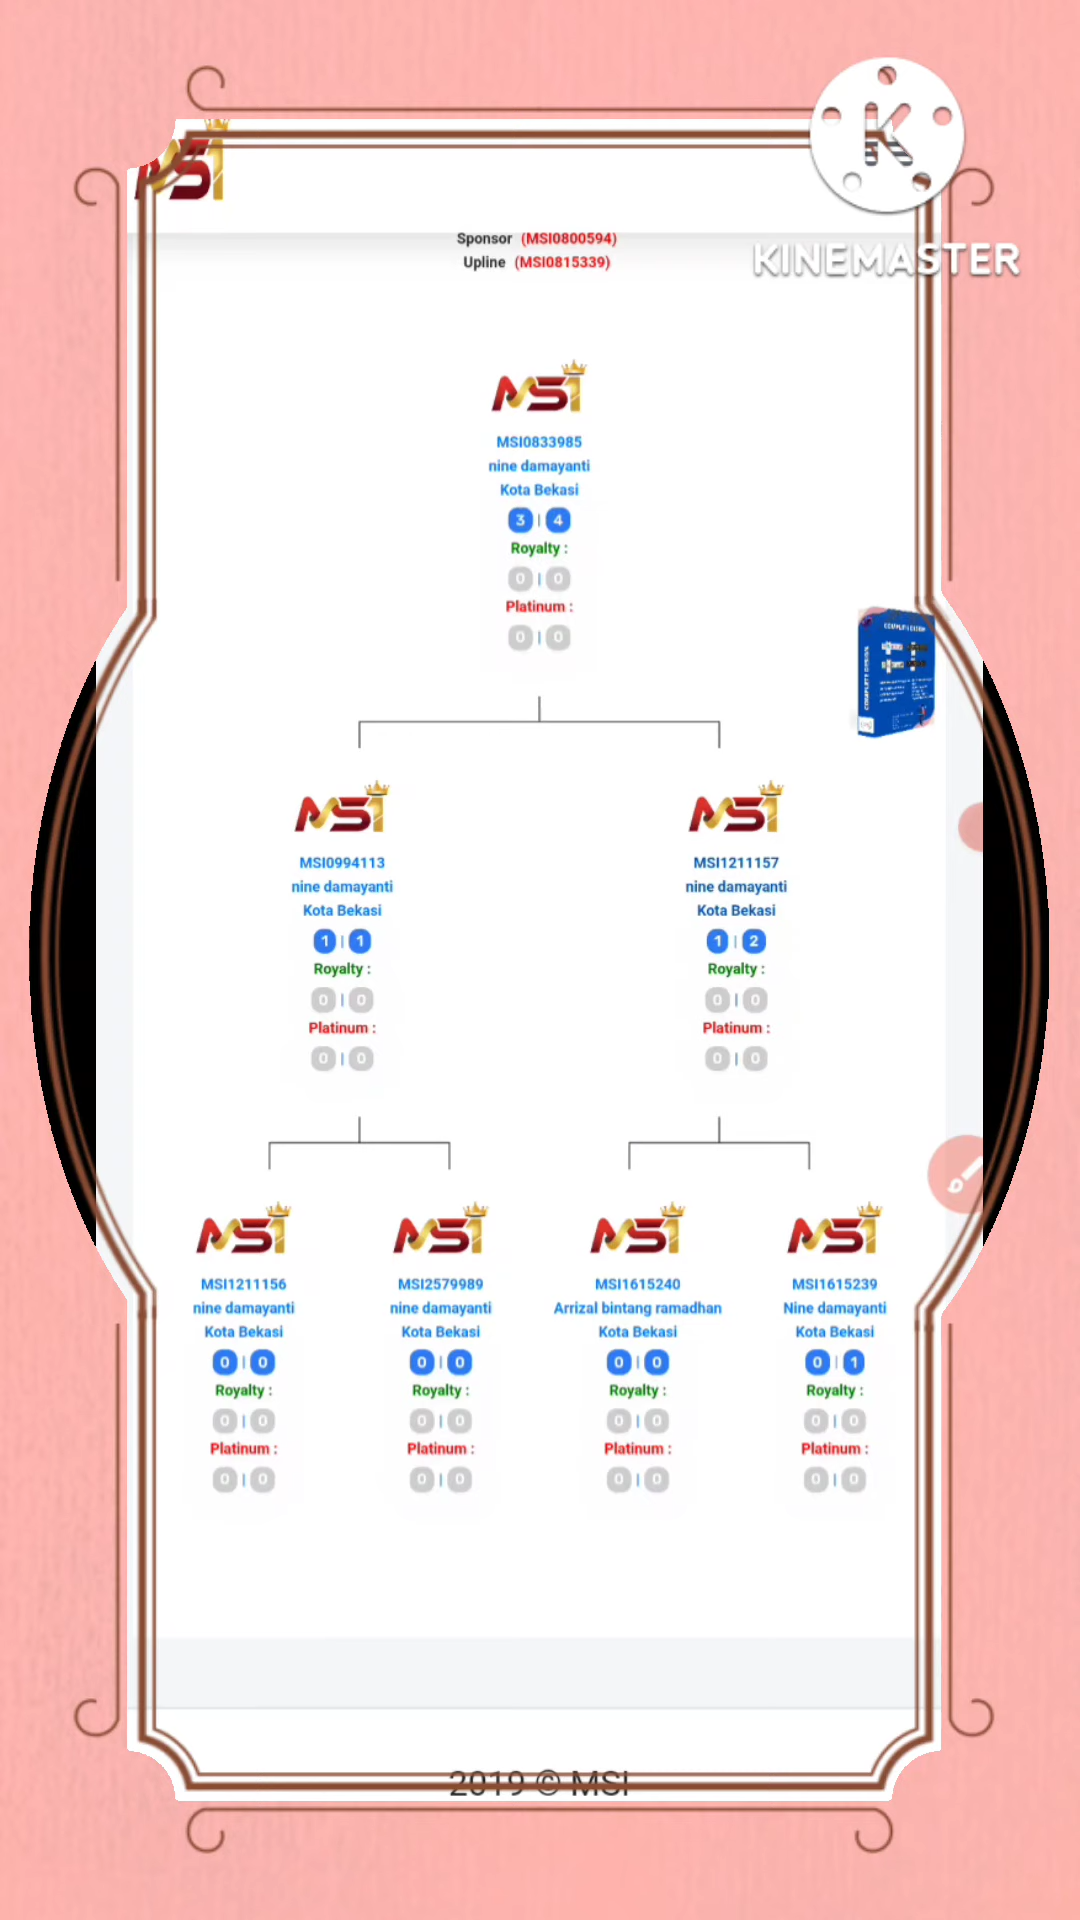 MSI
KINEMASTER
Sponsor (MSI0800594)
Upline (MSI0815339)
MSI
MSI0833985
nine damayanti
Kota Bekasi
3 | 4
Royalty :
0 | 0
Platinum :
0 | 0
COMPLETE DESIGN
MSI MSI
MSI0994113 MSI1211157
nine damayanti nine damayanti
Kota Bekasi Kota Bekasi
1 | 1 1 | 2
Royalty : Royalty :
0 | 0 0 | 0
Platinum : Platinum :
0 | 0 0 | 0
MSI MSI MSI MSI
MSI1211156 MSI2579989 MSI1615240 MSI1615239
nine damayanti nine damayanti Arrizal bintang ramadhan Nine damayanti
Kota Bekasi Kota Bekasi Kota Bekasi Kota Bekasi
0 | 0 0 | 0 0 | 0 0 | 1
Royalty : Royalty : Royalty : Royalty :
0 | 0 0 | 0 0 | 0 0 | 0
Platinum : Platinum : Platinum : Platinum :
0 | 0 0 | 0 0 | 0 0 | 0
2019 © MSI